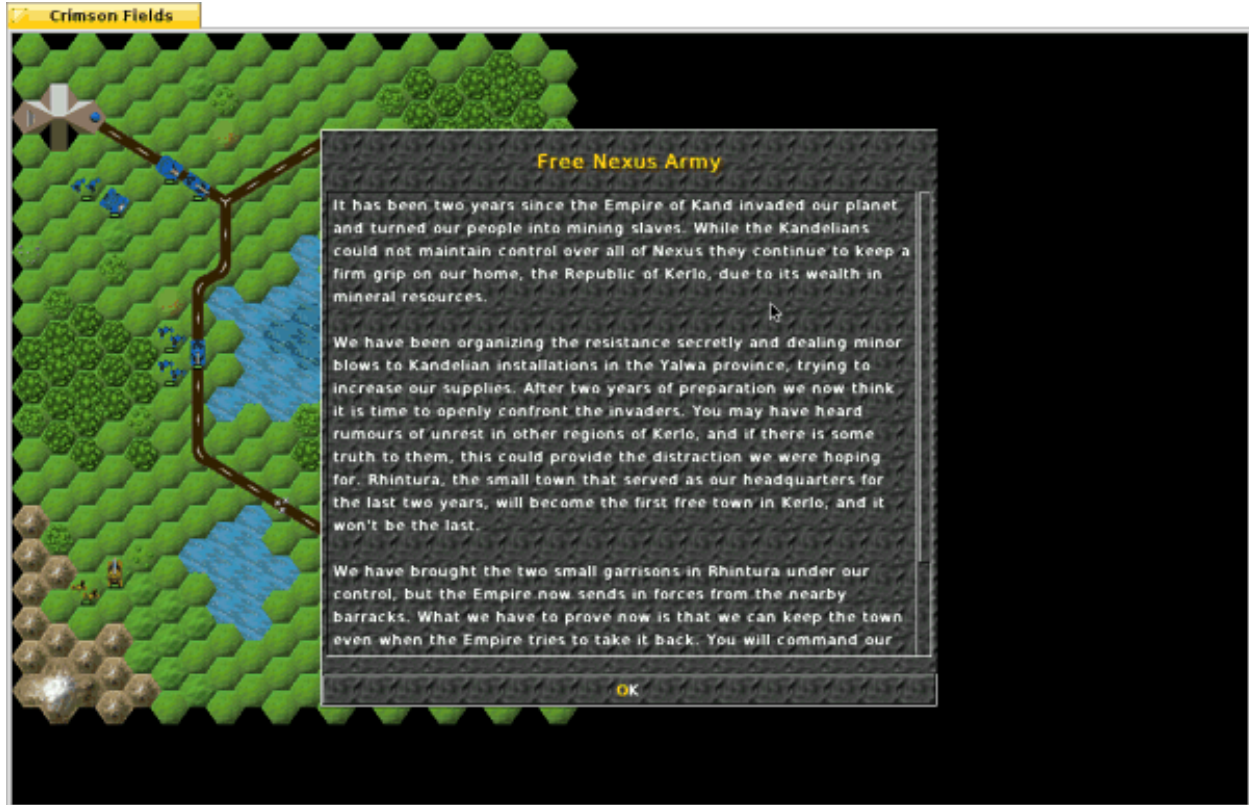 Crimson Fields
Free Nexus Army
It has been two years since the Empire of Kand invaded our planet
and turned our people into mining slaves. While the Kandelians
could not maintain control over all of Nexus they continue to keep a
firm grip on our home, the Republic of Kerlo, due to its wealth in
mineral resources.
We have been organizing the resistance secretly and dealing minor
blows to Kandelian installations in the Yalwa province, trying to
increase our supplies. After two years of preparation we now think
it is time to openly confront the invaders. You may have heard
rumours of unrest in other regions of Kerlo, and if there is some
truth to them, this could provide the distraction we were hoping
for. Rhintura, the small town that served as our headquarters for
the last two years, will become the first free town in Kerlo, and it
won't be the last.
We have brought the two small garrisons in Rhintura under our
control, but the Empire now sends in forces from the nearby
barracks. What we have to prove now is that we can keep the town
even when the Empire tries to take it back. You will command our
OK